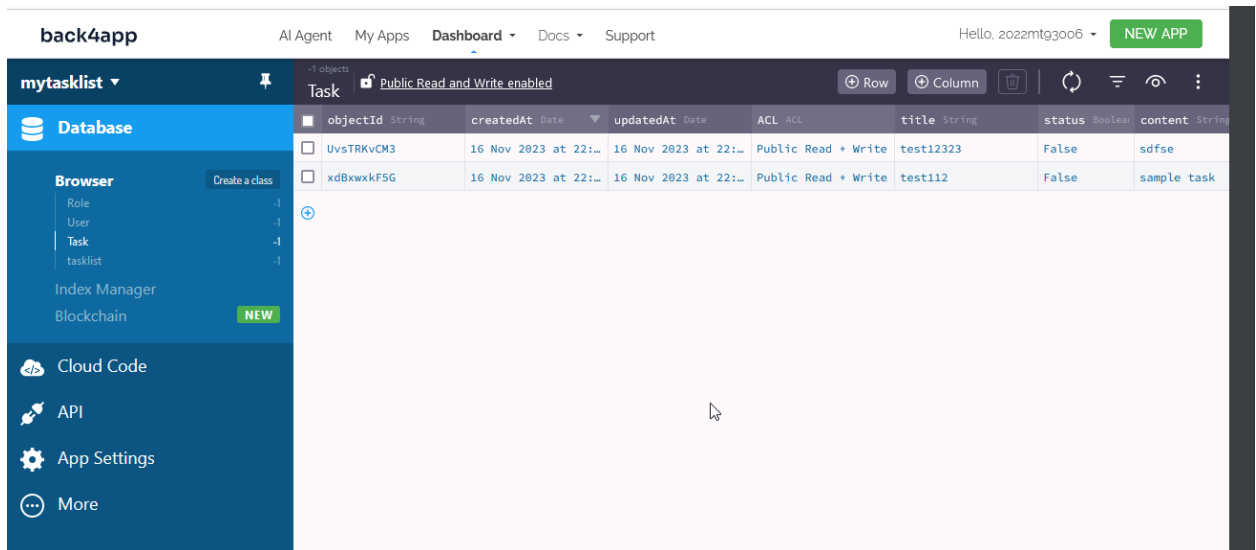 back4app
AI Agent My Apps Dashboard Docs Support
Hello, 2022mt93006
NEW APP
mytasklist
-1 objects
Task
Public Read and Write enabled
Row
Column
Database
Browser
Create a class
Role -1
User -1
Task -1
tasklist -1
Index Manager
Blockchain NEW
Cloud Code
API
App Settings
More
objectId String createdAt Date updatedAt Date ACL ACL title String status Boolea content String
UvsTRKvCM3 16 Nov 2023 at 22:… 16 Nov 2023 at 22:… Public Read + Write test12323 False sdfse
xdBxwxkF5G 16 Nov 2023 at 22:… 16 Nov 2023 at 22:… Public Read + Write test112 False sample task